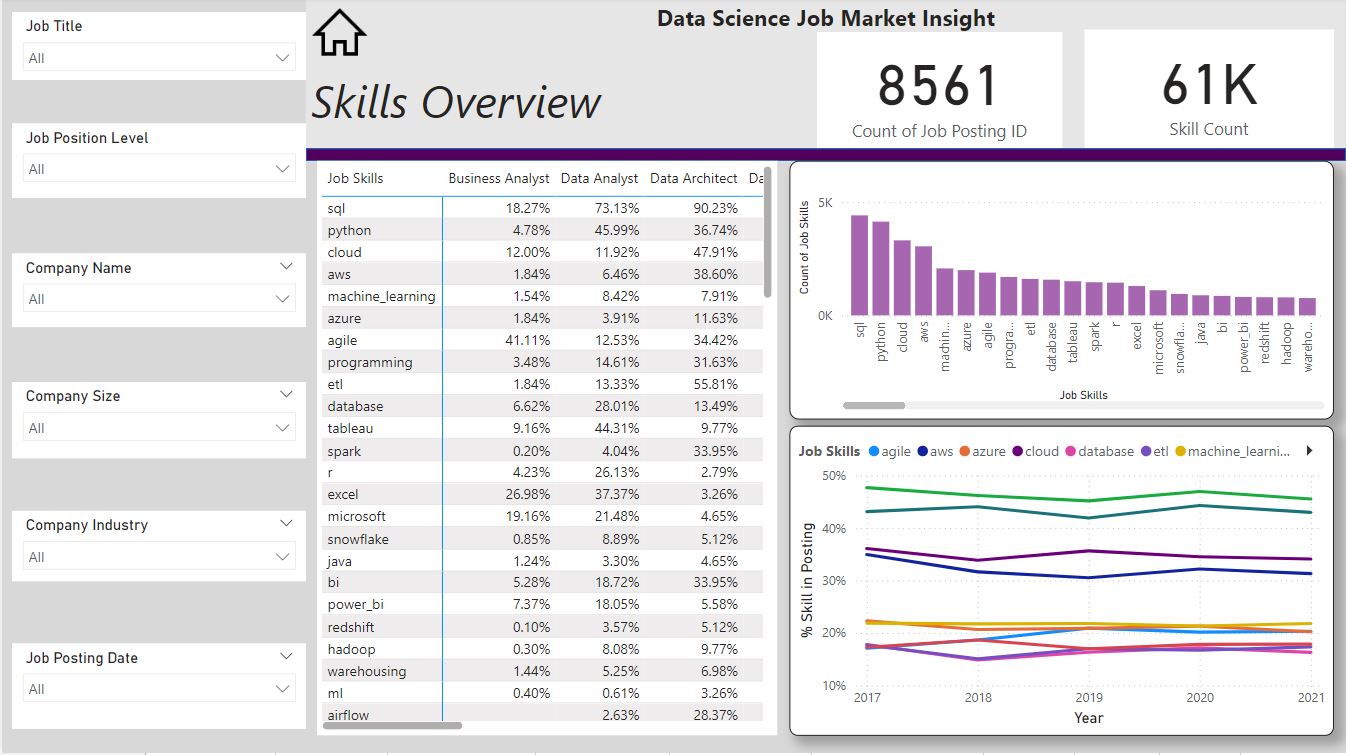 Data Science Job Market Insight
Skills Overview
8561
Count of Job Posting ID
61K
Skill Count
Job Title
All
Job Position Level
All
Company Name
All
Company Size
All
Company Industry
All
Job Posting Date
All
Job Skills Business Analyst Data Analyst Data Architect Da
sql 18.27% 73.13% 90.23%
python 4.78% 45.99% 36.74%
cloud 12.00% 11.92% 47.91%
aws 1.84% 6.46% 38.60%
machine_learning 1.54% 8.42% 7.91%
azure 1.84% 3.91% 11.63%
agile 41.11% 12.53% 34.42%
programming 3.48% 14.61% 31.63%
etl 1.84% 13.33% 55.81%
database 6.62% 28.01% 13.49%
tableau 9.16% 44.31% 9.77%
spark 0.20% 4.04% 33.95%
r 4.23% 26.13% 2.79%
excel 26.98% 37.37% 3.26%
microsoft 19.16% 21.48% 4.65%
snowflake 0.85% 8.89% 5.12%
java 1.24% 3.30% 4.65%
bi 5.28% 18.72% 33.95%
power_bi 7.37% 18.05% 5.58%
redshift 0.10% 3.57% 5.12%
hadoop 0.30% 8.08% 9.77%
warehousing 1.44% 5.25% 6.98%
ml 0.40% 0.61% 3.26%
airflow 2.63% 28.37%
Count of Job Skills
5K
0K
sql
python
cloud
aws
machin...
azure
agile
progra...
etl
database
tableau
spark
r
excel
microsoft
snowfla...
java
bi
power_bi
redshift
hadoop
wareho...
Job Skills
Job Skills agile aws azure cloud database etl machine_learni...
% Skill in Posting
50%
40%
30%
20%
10%
2017 2018 2019 2020 2021
Year